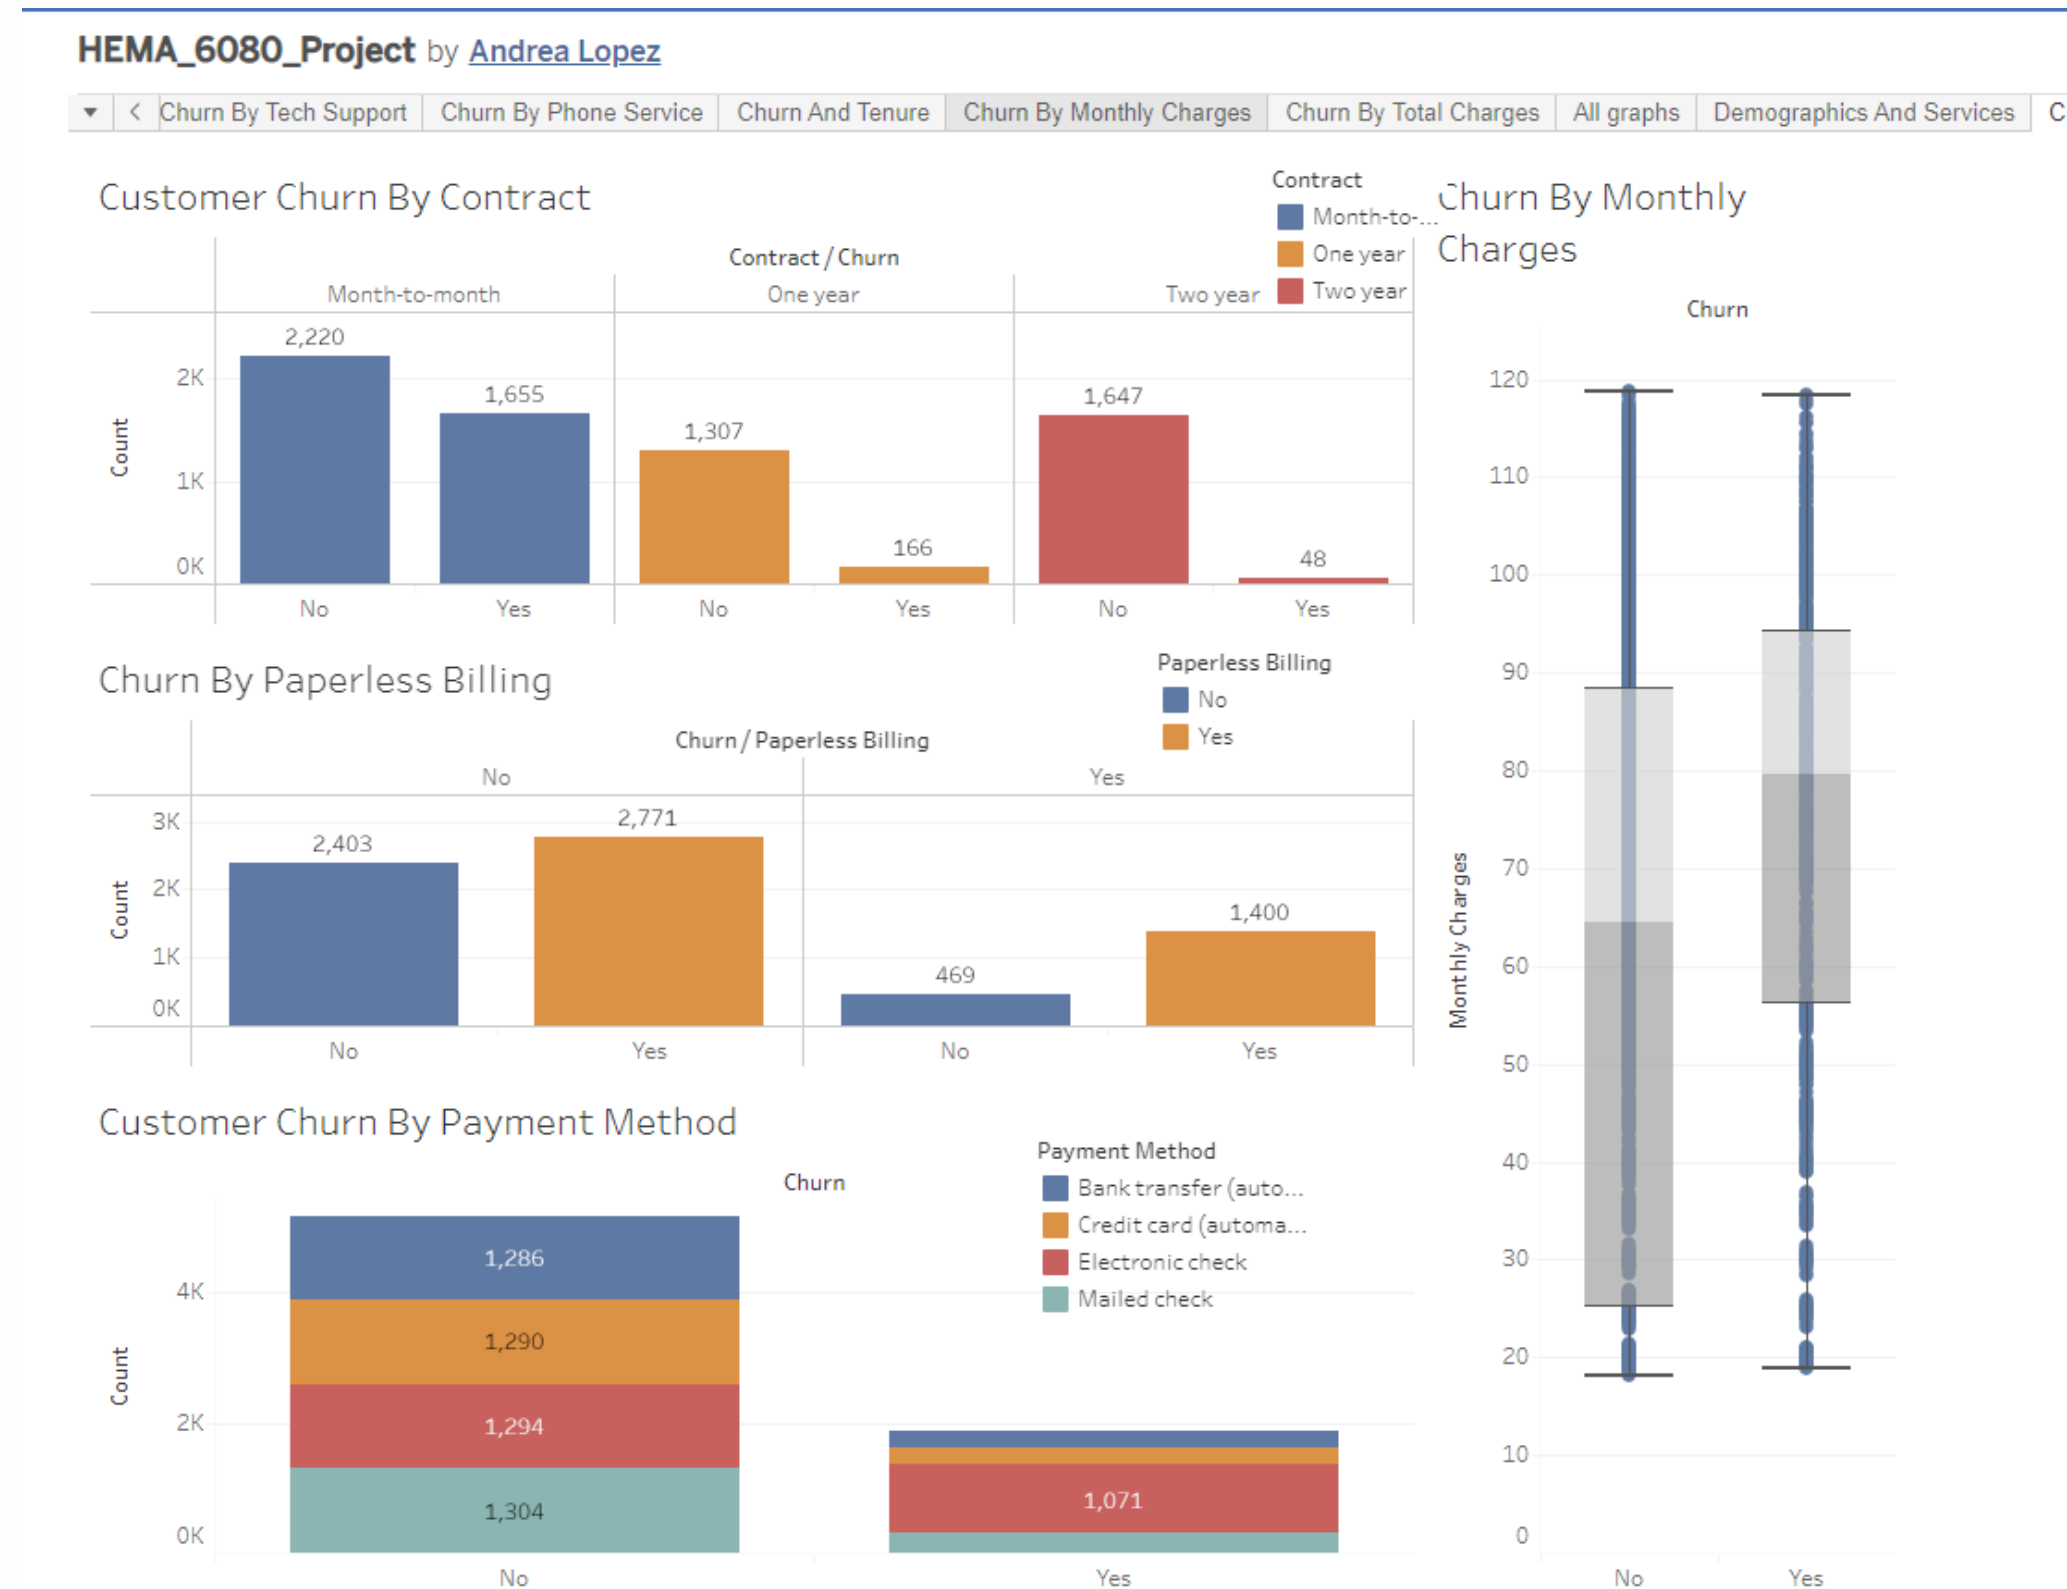 HEMA_6080_Project by Andrea Lopez
Churn By Tech Support
Churn By Phone Service
Churn And Tenure
Churn By Monthly Charges
Churn By Total Charges
All graphs
Demographics And Services
C
Customer Churn By Contract
Contract
Month-to-...
One year
Two year
Contract / Churn
Month-to-month
One year
Two year
Count
2K
1K
0K
2,220
1,655
1,307
166
1,647
48
No
Yes
No
Yes
No
Yes
Churn By Paperless Billing
Paperless Billing
No
Yes
Churn / Paperless Billing
No
Yes
Count
3K
2K
1K
0K
2,403
2,771
469
1,400
No
Yes
No
Yes
Customer Churn By Payment Method
Payment Method
Bank transfer (auto...
Credit card (automa...
Electronic check
Mailed check
Churn
Count
4K
2K
0K
1,286
1,290
1,294
1,304
1,071
No
Yes
Churn By Monthly
Charges
Churn
Monthly Charges
120
110
100
90
80
70
60
50
40
30
20
10
0
No
Yes